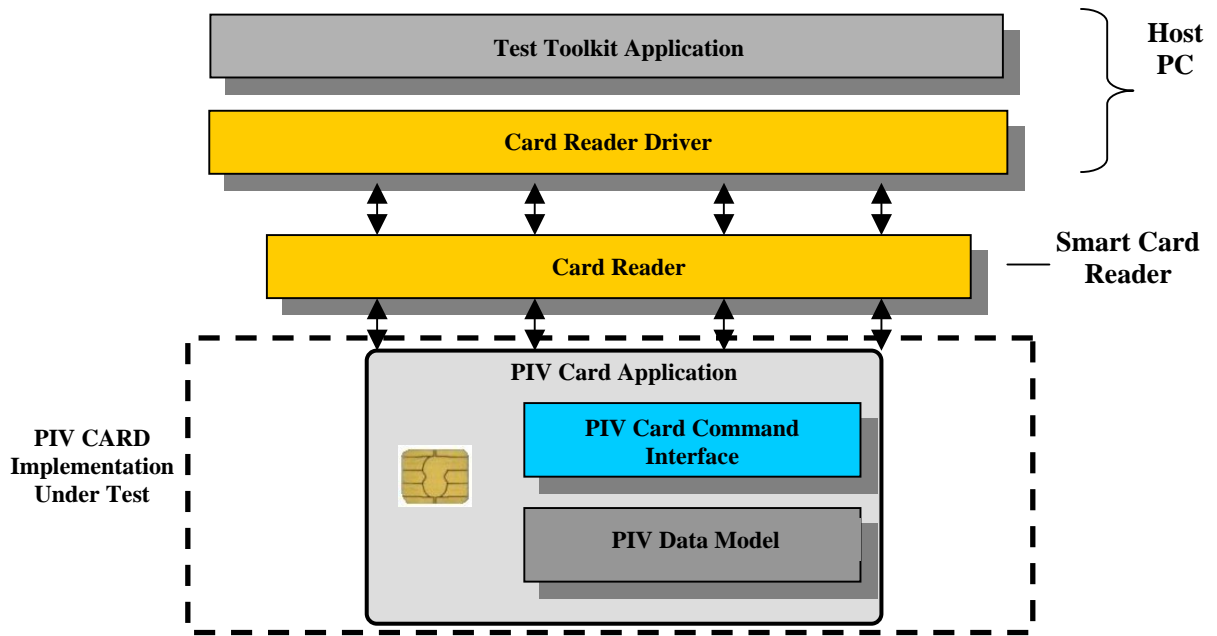 Test Toolkit Application
Host
PC
Card Reader Driver
Card Reader
Smart Card
Reader
PIV Card Application
PIV Card Command
Interface
PIV CARD
Implementation
Under Test
PIV Data Model